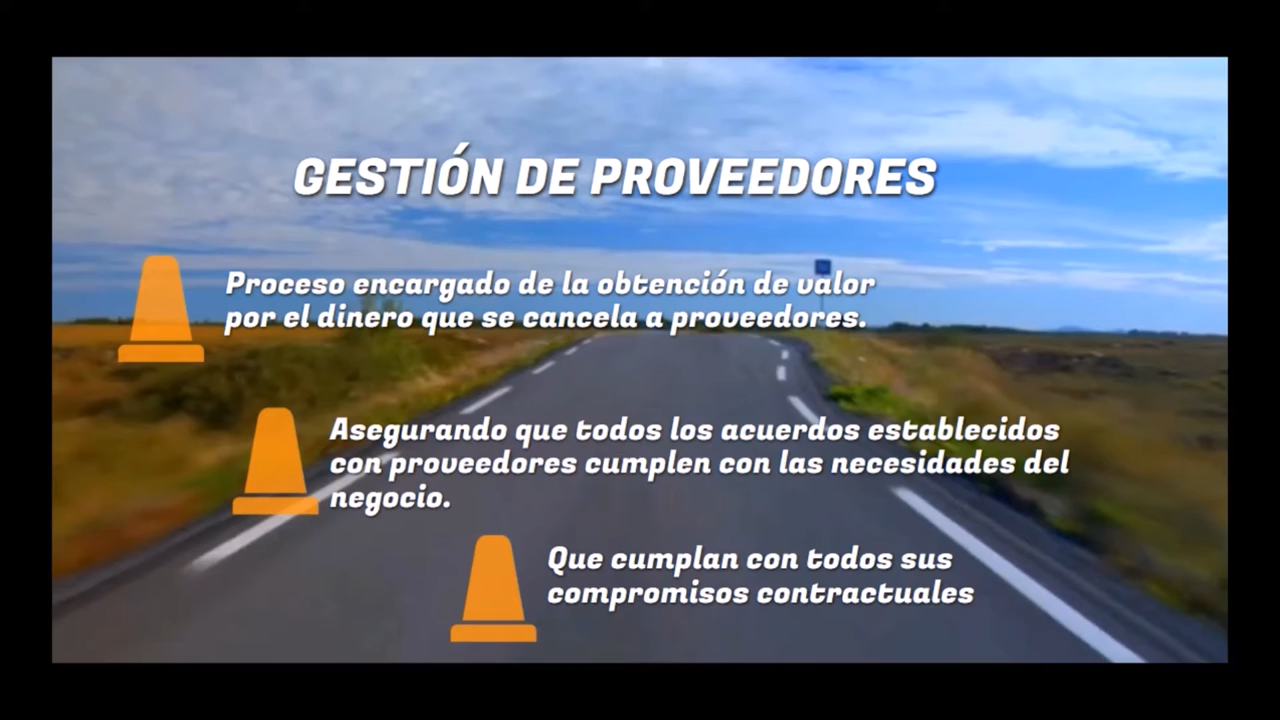 GESTIÓN DE PROVEEDORES
Proceso encargado de la obtención de valor
por el dinero que se cancela a proveedores.
Asegurando que todos los acuerdos establecidos
con proveedores cumplen con las necesidades del
negocio.
Que cumplan con todos sus
compromisos contractuales